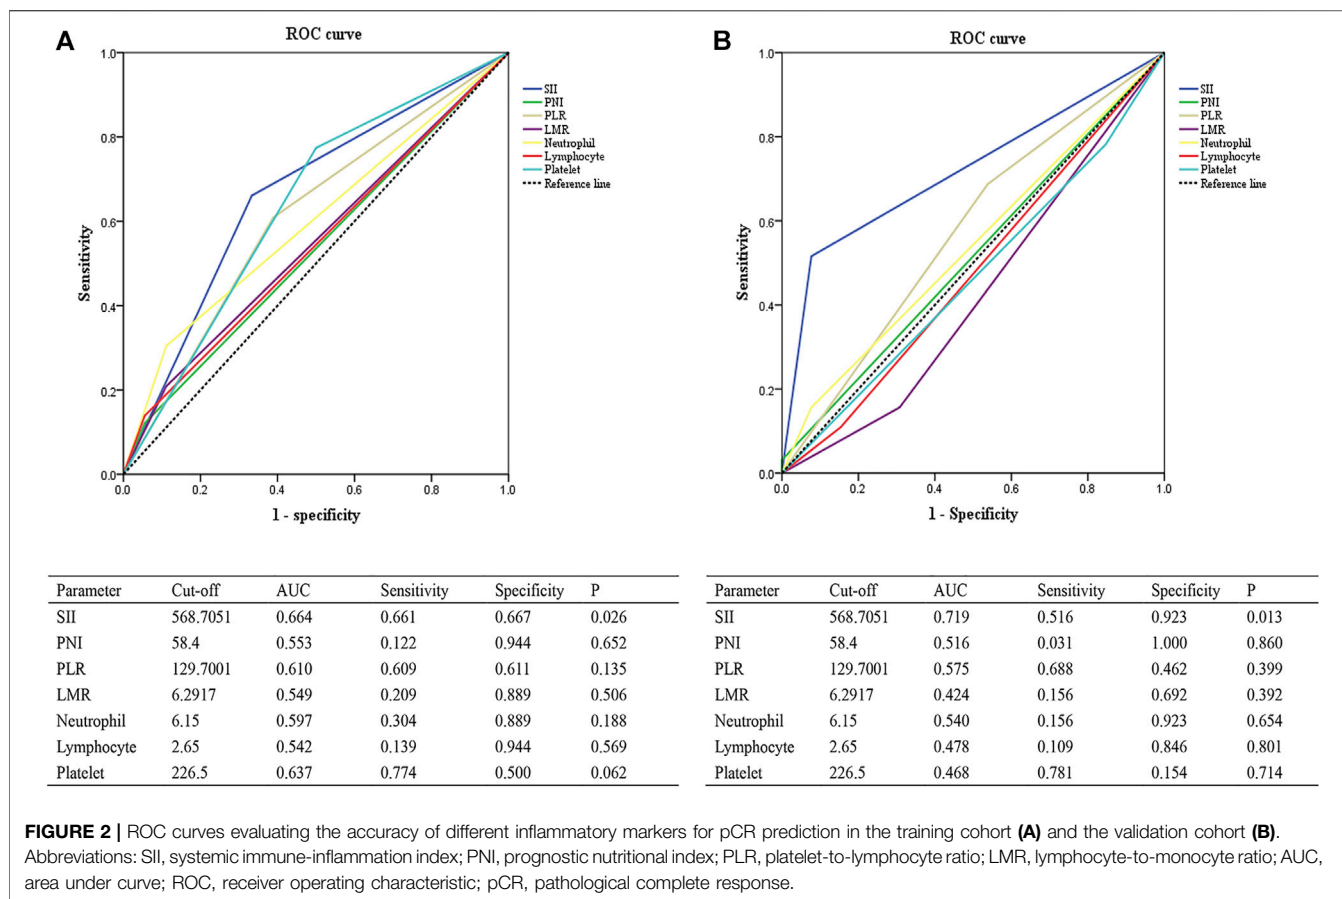 A
ROC curve
1.0
0.8
0.6
0.4
0.2
0.0
Sensitivity
0.0 0.2 0.4 0.6 0.8 1.0
1 - specificity
SII
PNI
PLR
LMR
Neutrophil
Lymphocyte
Platelet
Reference line
B
ROC curve
1.0
0.8
0.6
0.4
0.2
0.0
Sensitivity
0.0 0.2 0.4 0.6 0.8 1.0
1 - Specificity
SII
PNI
PLR
LMR
Neutrophil
Lymphocyte
Platelet
Reference line
Parameter Cut-off AUC Sensitivity Specificity P
SII 568.7051 0.664 0.661 0.667 0.026
PNI 58.4 0.553 0.122 0.944 0.652
PLR 129.7001 0.610 0.609 0.611 0.135
LMR 6.2917 0.549 0.209 0.889 0.506
Neutrophil 6.15 0.597 0.304 0.889 0.188
Lymphocyte 2.65 0.542 0.139 0.944 0.569
Platelet 226.5 0.637 0.774 0.500 0.062
Parameter Cut-off AUC Sensitivity Specificity P
SII 568.7051 0.719 0.516 0.923 0.013
PNI 58.4 0.516 0.031 1.000 0.860
PLR 129.7001 0.575 0.688 0.462 0.399
LMR 6.2917 0.424 0.156 0.692 0.392
Neutrophil 6.15 0.540 0.156 0.923 0.654
Lymphocyte 2.65 0.478 0.109 0.846 0.801
Platelet 226.5 0.468 0.781 0.154 0.714
FIGURE 2 | ROC curves evaluating the accuracy of different inflammatory markers for pCR prediction in the training cohort (A) and the validation cohort (B).
Abbreviations: SII, systemic immune-inflammation index; PNI, prognostic nutritional index; PLR, platelet-to-lymphocyte ratio; LMR, lymphocyte-to-monocyte ratio; AUC,
area under curve; ROC, receiver operating characteristic; pCR, pathological complete response.